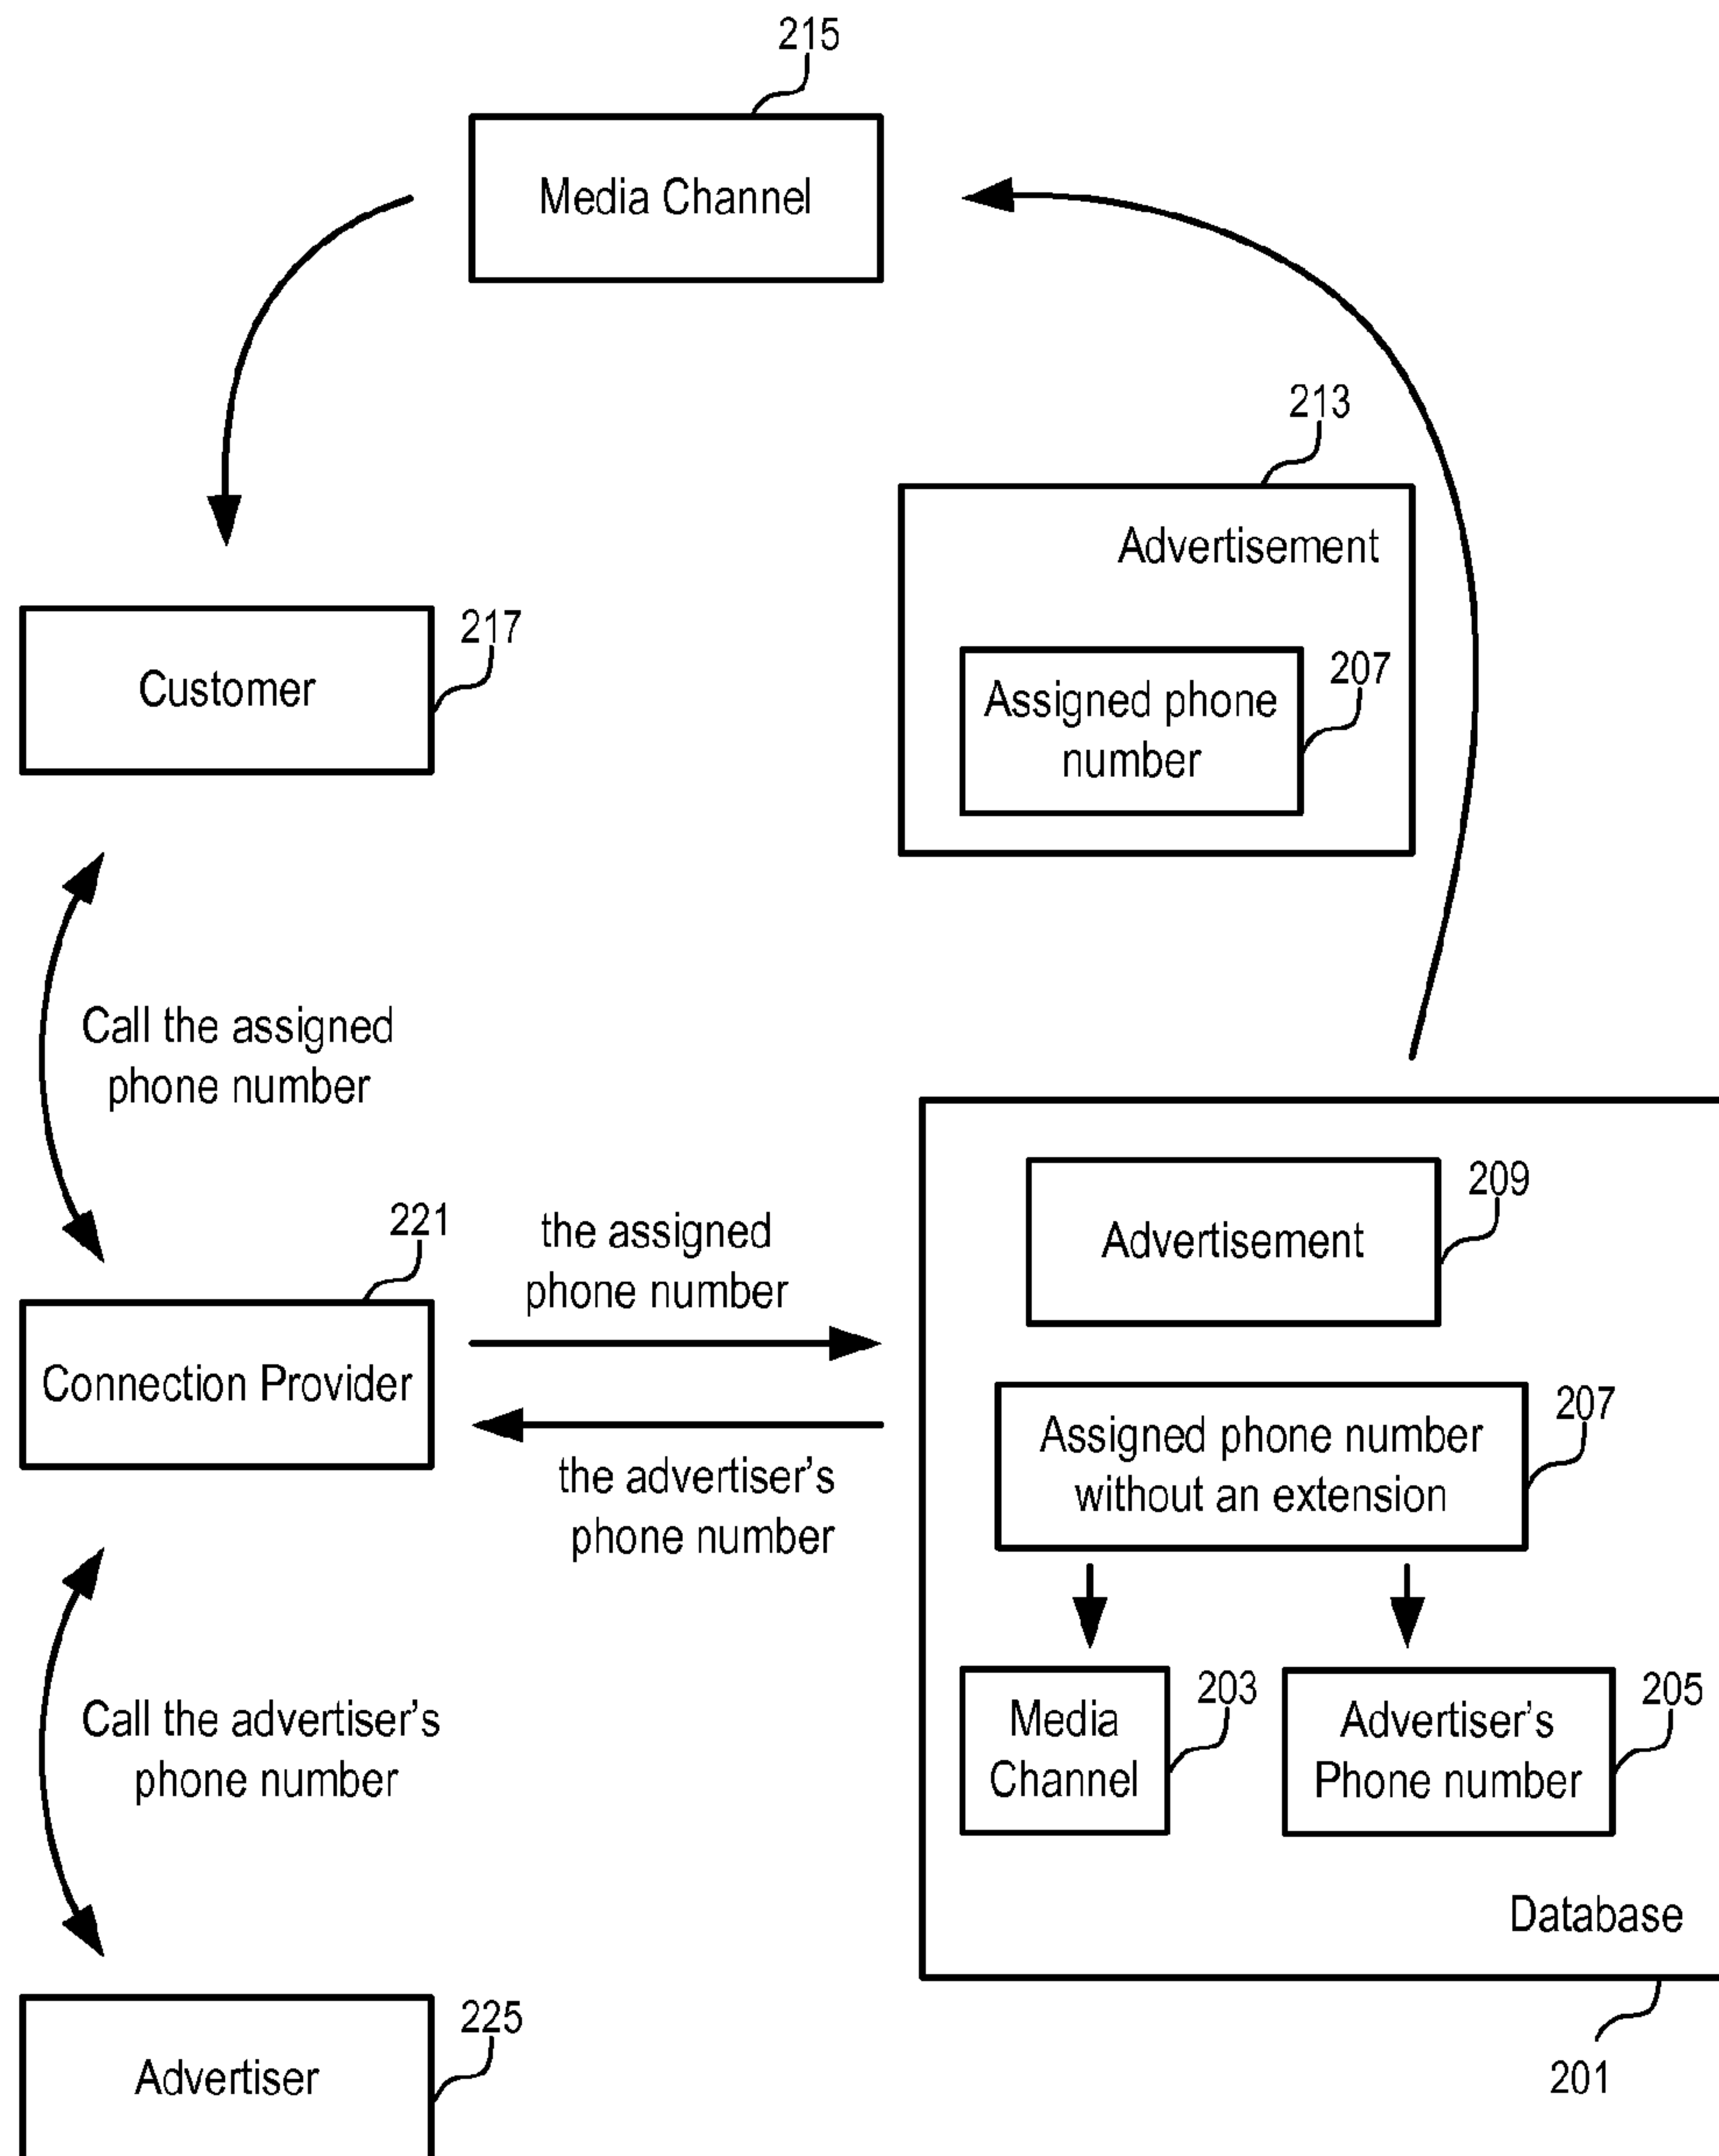 215
Media Channel
213
Advertisement
217
Customer
207
Assigned phone
number
Call the assigned
phone number
209
Advertisement
221
the assigned
phone number
Connection Provider
207
Assigned phone number
without an extension
the advertiser's
phone number
203
Media
Channel
205
Advertiser's
Phone number
Call the advertiser's
phone number
Database
225
Advertiser
201